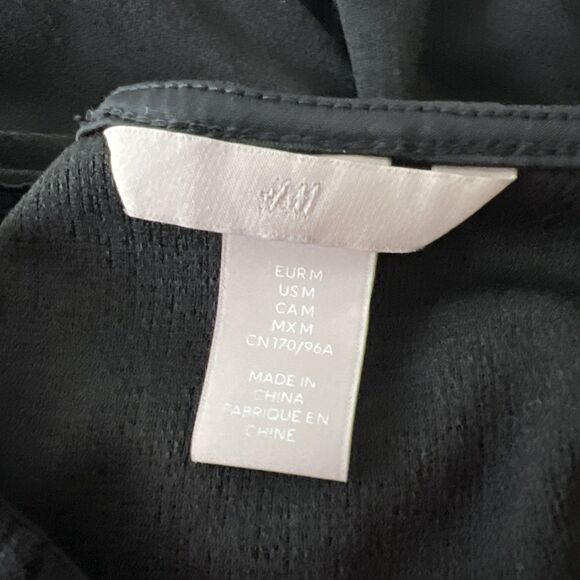 H&M
EUR M
US M
CA M
MX M
CN 170/96A
MADE IN
CHINA
FABRIQUE EN
CHINE